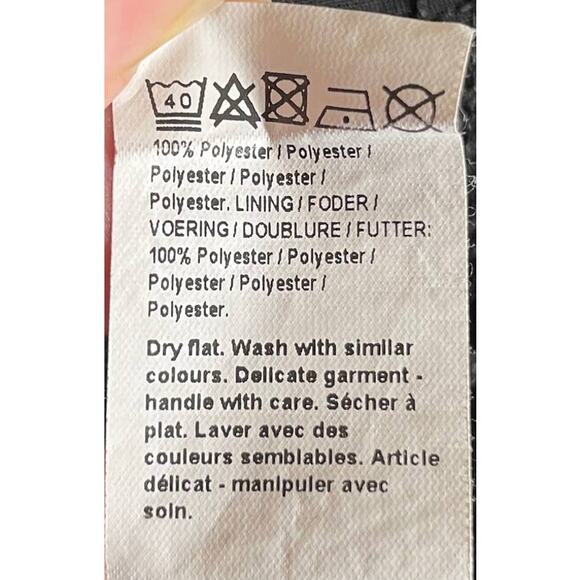 40
100% Polyester / Polyester /
Polyester / Polyester /
Polyester. LINING / FODER /
VOERING / DOUBLURE / FUTTER:
100% Polyester / Polyester /
Polyester / Polyester /
Polyester.
Dry flat. Wash with similar
colours. Delicate garment -
handle with care. Sécher à
plat. Laver avec des
couleurs semblables. Article
délicat - manipuler avec
soin.